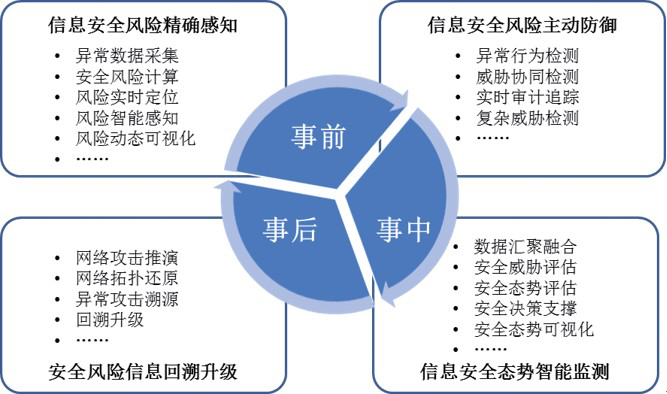 信息安全风险精确感知
• 异常数据采集
• 安全风险计算
• 风险实时定位
• 风险智能感知
• 风险动态可视化
• ……
信息安全风险主动防御
• 异常行为检测
• 威胁协同检测
• 实时审计追踪
• 复杂威胁检测
• ……
事前
事后
事中
• 网络攻击推演
• 网络拓扑还原
• 异常攻击溯源
• 回溯升级
• ……
安全风险信息回溯升级
• 数据汇聚融合
• 安全威胁评估
• 安全态势评估
• 安全决策支撑
• 安全态势可视化
• ……
信息安全态势智能监测